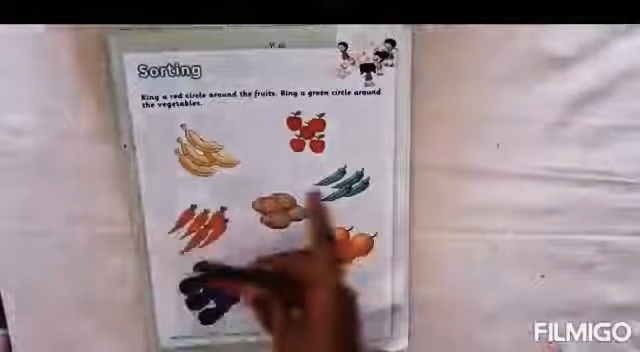 Sorting
Ring a red circle around the fruits. Ring a green circle around
the vegetables.
FILMIGO